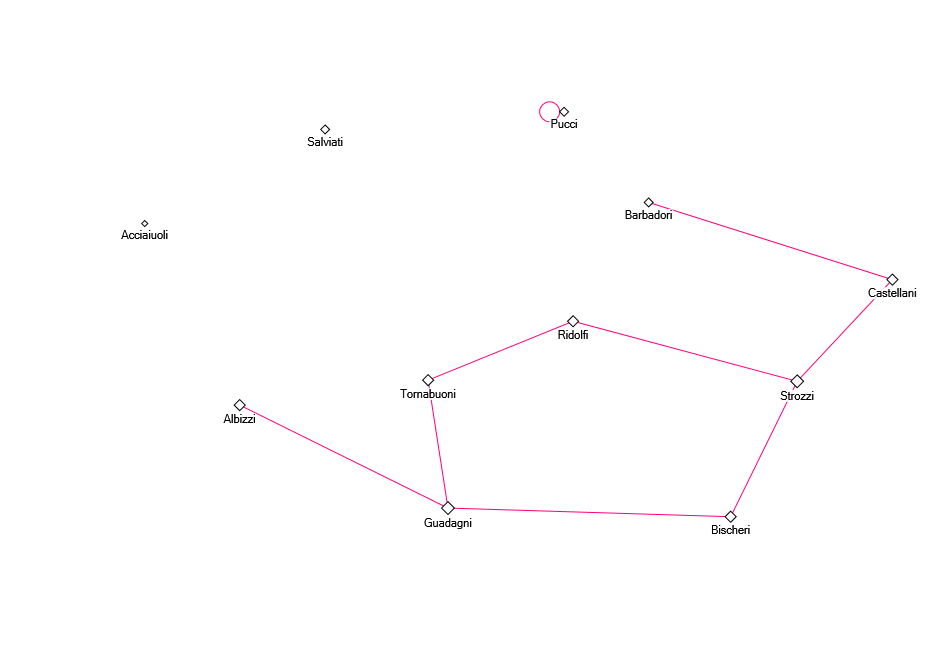 Pucci
Salviati
Barbadori
Acciaiuoli
Castellani
Ridolfi
Tornabuoni
Strozzi
Albizzi
Guadagni
Bischeri